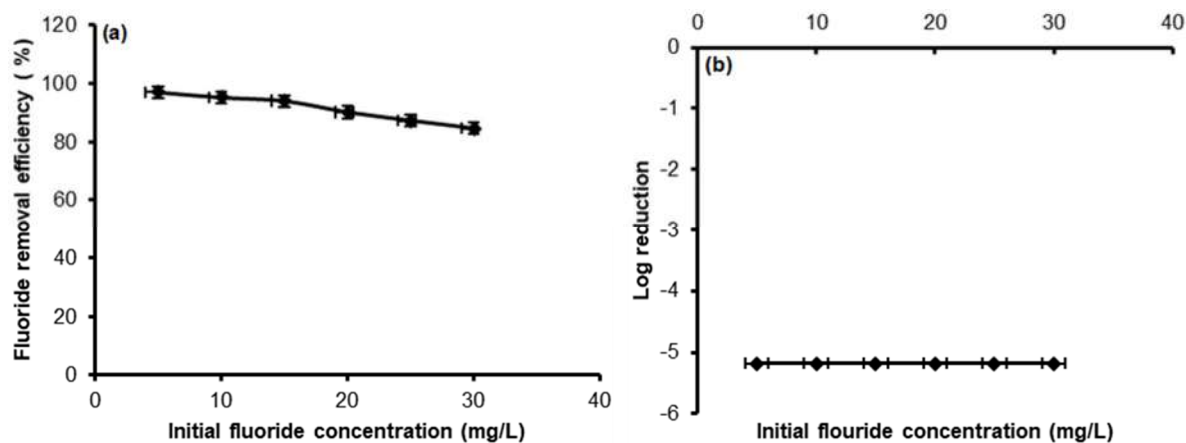 120
(a)
100
80
60
40
20
0
Fluoride removal efficiency ( %)
0 10 20 30 40
Initial fluoride concentration (mg/L)
0 10 20 30 40
0
(b)
-1
-2
-3
-4
-5
-6
Log reduction
Initial flouride concentration (mg/L)